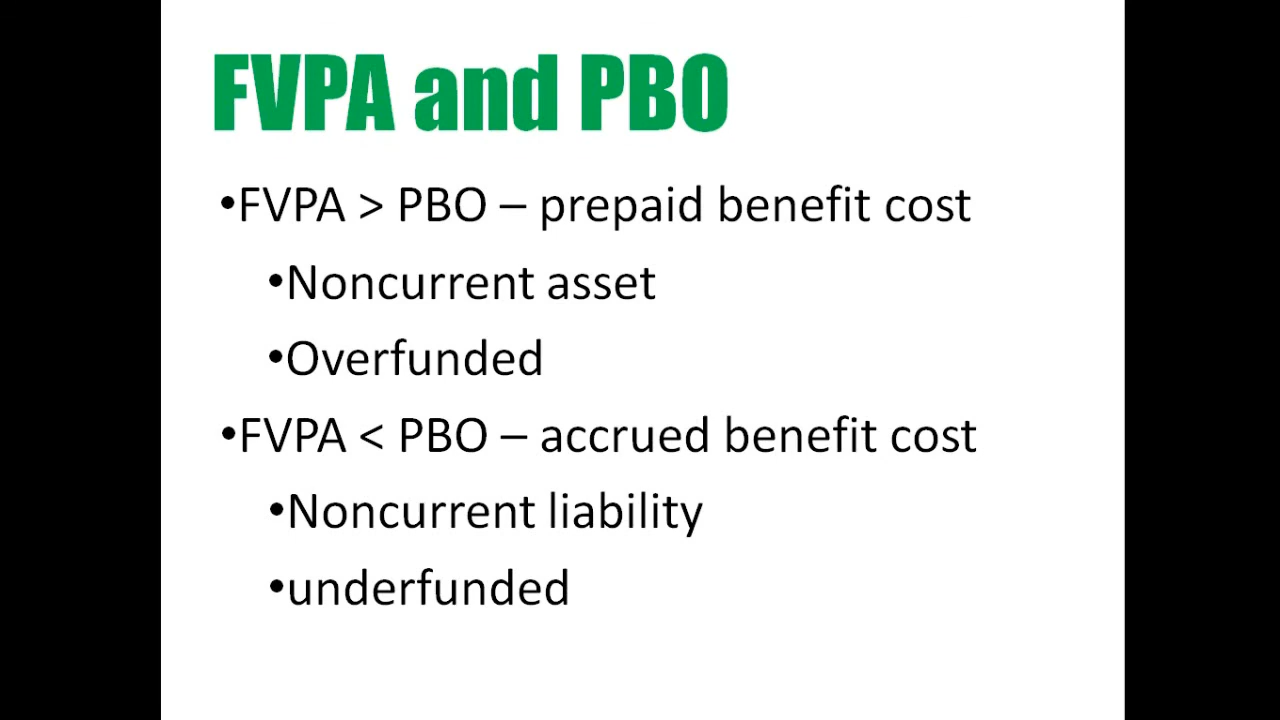 FVPA and PBO
•FVPA > PBO – prepaid benefit cost
•Noncurrent asset
•Overfunded
•FVPA < PBO – accrued benefit cost
•Noncurrent liability
•underfunded